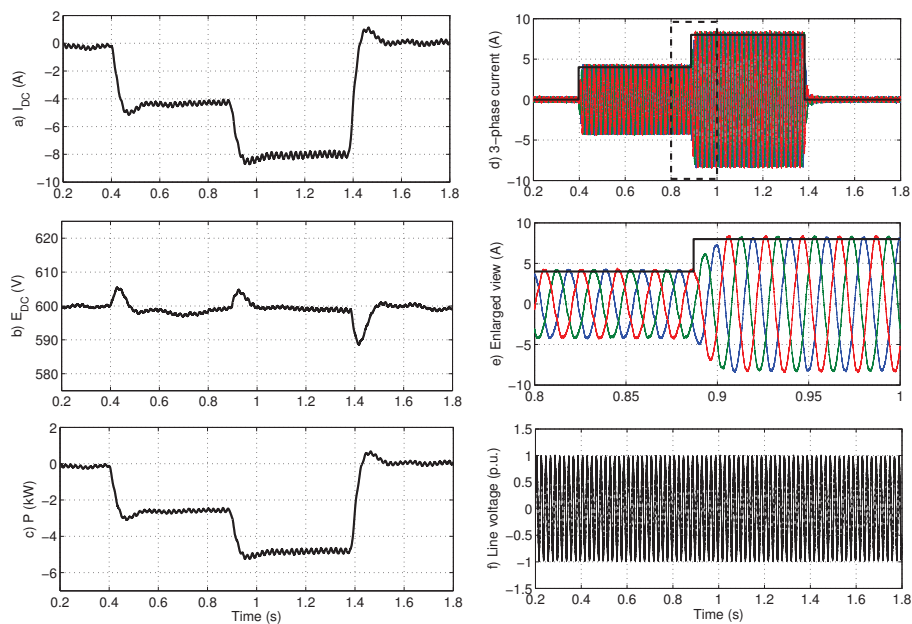 a) I_DC (A)
2
0
−2
−4
−6
−8
−10
0.2 0.4 0.6 0.8 1 1.2 1.4 1.6 1.8
b) E_DC (V)
620
610
600
590
580
0.2 0.4 0.6 0.8 1 1.2 1.4 1.6 1.8
c) P (kW)
0
−2
−4
−6
0.2 0.4 0.6 0.8 1 1.2 1.4 1.6 1.8
Time (s)
d) 3−phase current (A)
10
5
0
−5
−10
0.2 0.4 0.6 0.8 1 1.2 1.4 1.6 1.8
e) Enlarged view (A)
10
5
0
−5
−10
0.8 0.85 0.9 0.95 1
f) Line voltage (p.u.)
1.5
1
0.5
0
−0.5
−1
−1.5
0.2 0.4 0.6 0.8 1 1.2 1.4 1.6 1.8
Time (s)